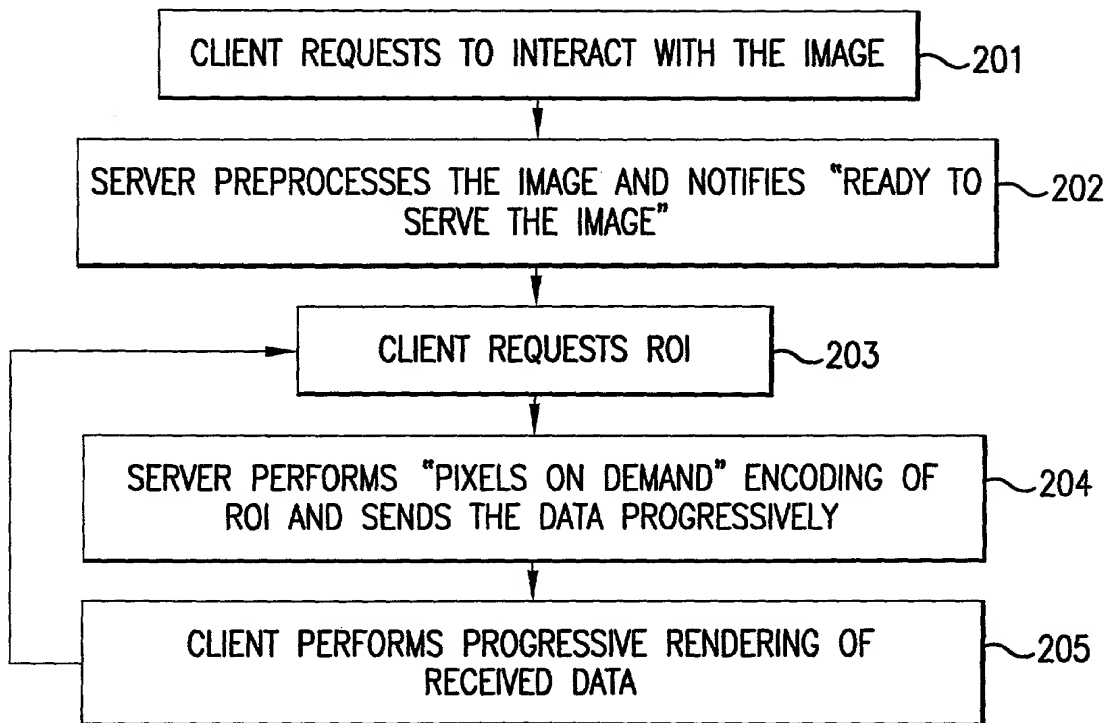 CLIENT REQUESTS TO INTERACT WITH THE IMAGE 201
SERVER PREPROCESSES THE IMAGE AND NOTIFIES "READY TO
SERVE THE IMAGE"
202
CLIENT REQUESTS ROI 203
SERVER PERFORMS "PIXELS ON DEMAND" ENCODING OF
ROI AND SENDS THE DATA PROGRESSIVELY
204
CLIENT PERFORMS PROGRESSIVE RENDERING OF
RECEIVED DATA
205